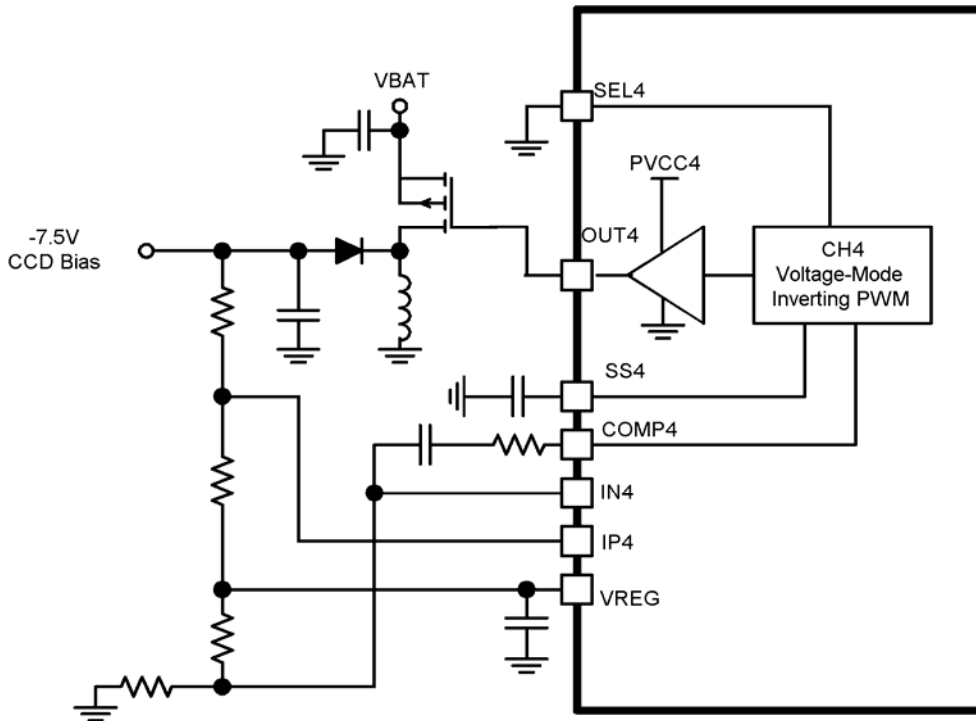 VBAT
SEL4
PVCC4
-7.5V
CCD Bias
OUT4
CH4
Voltage-Mode
Inverting PWM
SS4
COMP4
IN4
IP4
VREG